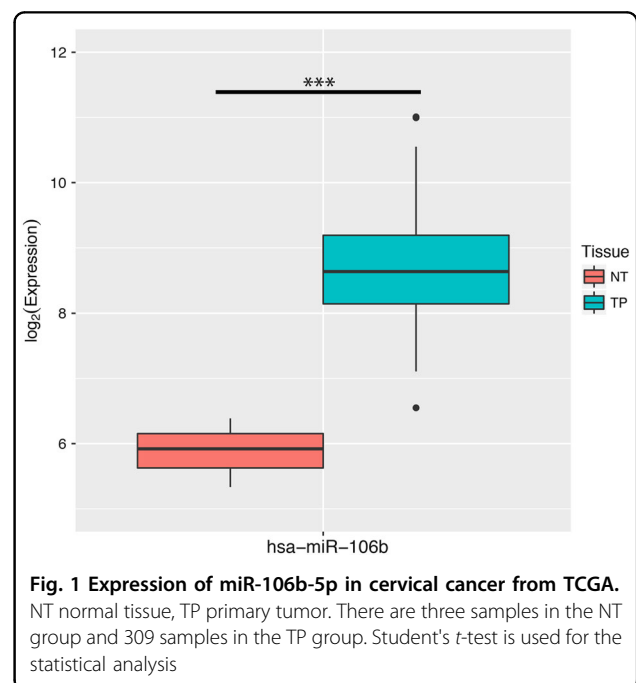 12
***
10
8
6
log2(Expression)
Tissue
NT
TP
hsa−miR−106b
Fig. 1 Expression of miR-106b-5p in cervical cancer from TCGA.
NT normal tissue, TP primary tumor. There are three samples in the NT
group and 309 samples in the TP group. Student's t-test is used for the
statistical analysis